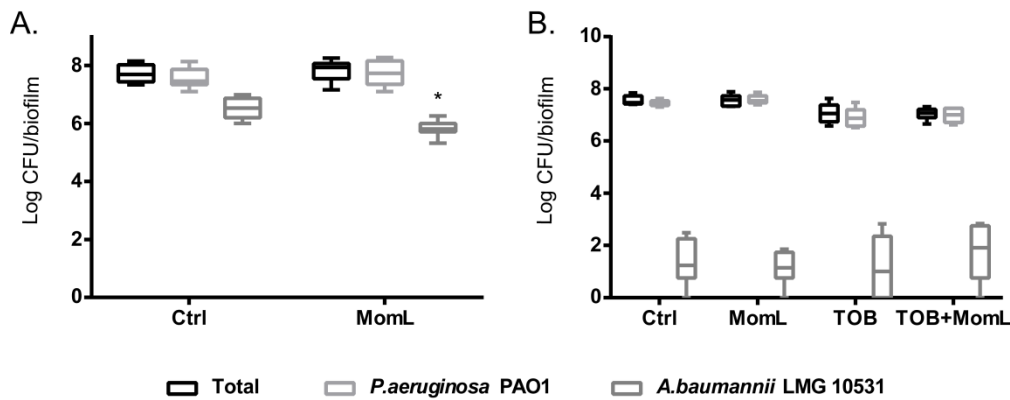 A.
Log CFU/biofilm
8
6
4
2
0
*
Ctrl
MomL
B.
Log CFU/biofilm
10
8
6
4
2
0
Ctrl
MomL
TOB
TOB+MomL
Total
P.aeruginosa PAO1
A.baumannii LMG 10531